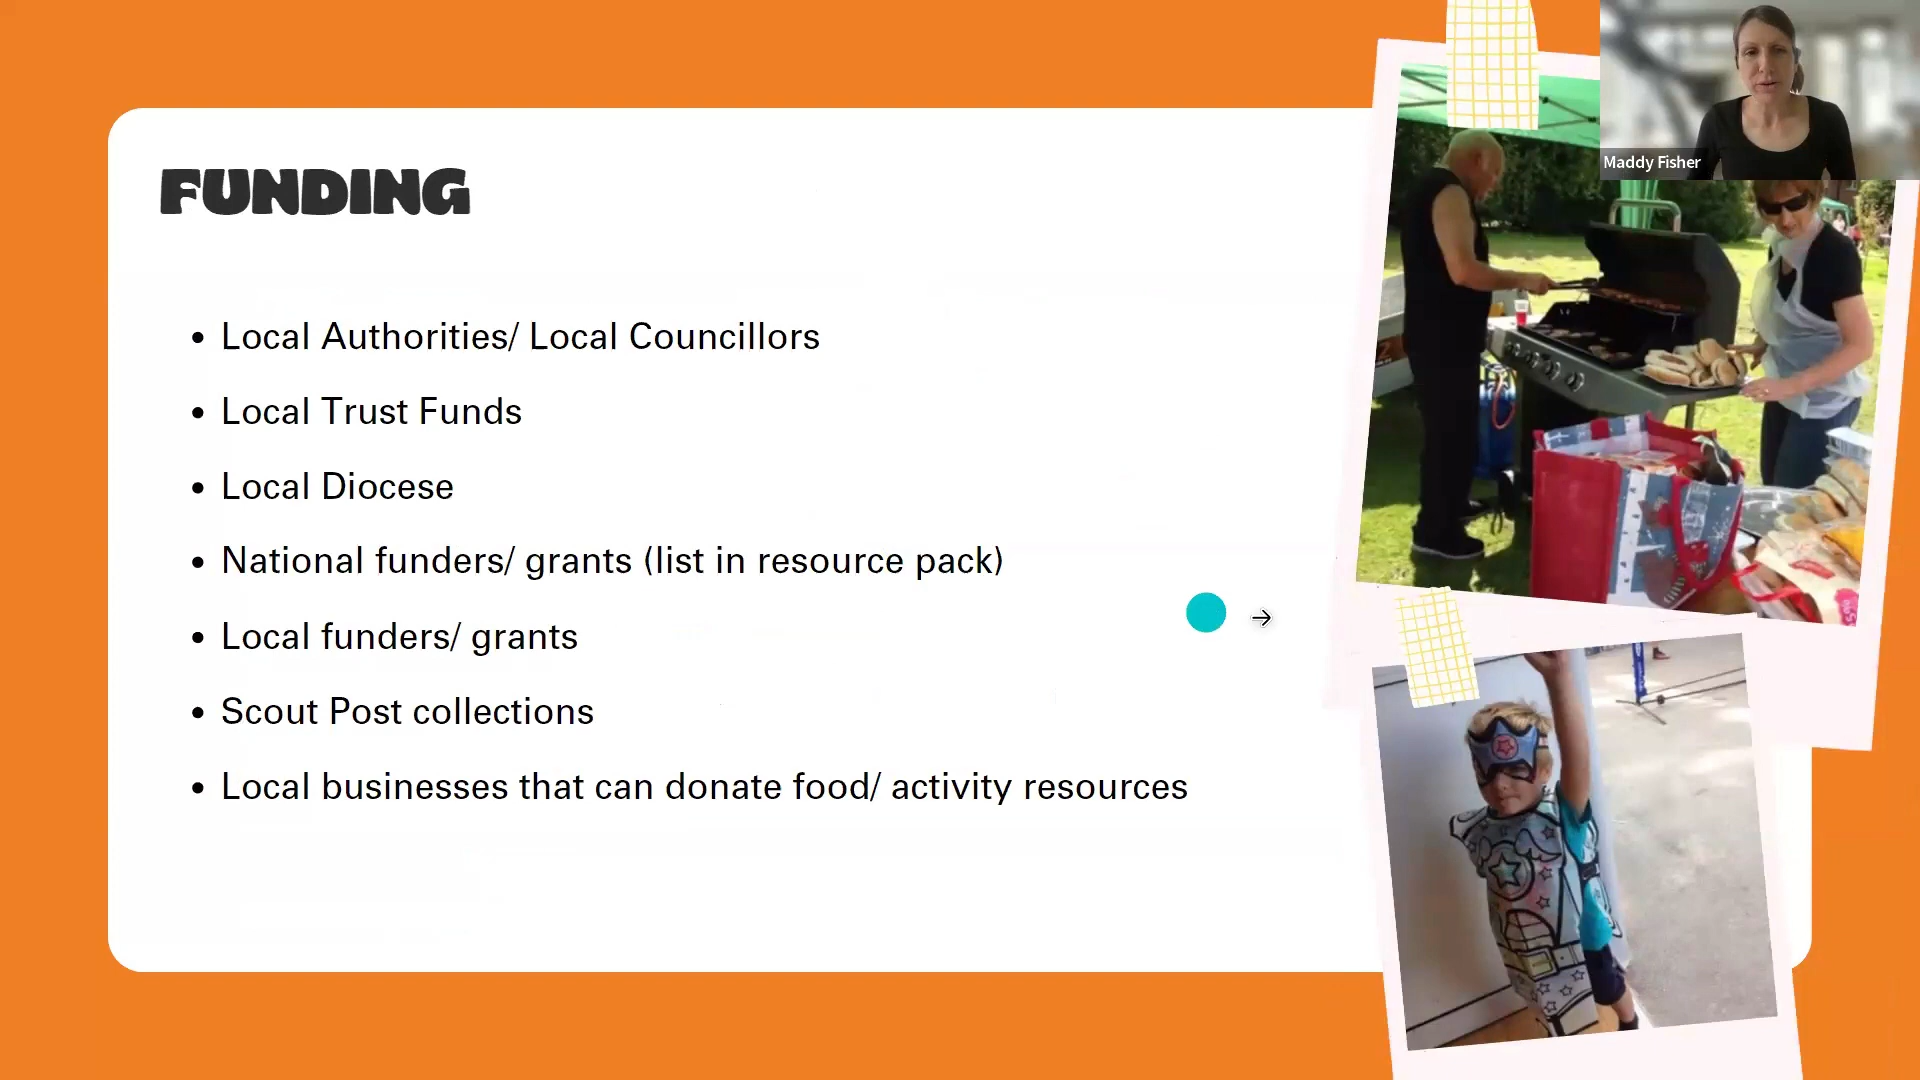 FUNDING
• Local Authorities/ Local Councillors
• Local Trust Funds
• Local Diocese
• National funders/ grants (list in resource pack)
• Local funders/ grants
• Scout Post collections
• Local businesses that can donate food/ activity resources
Maddy Fisher